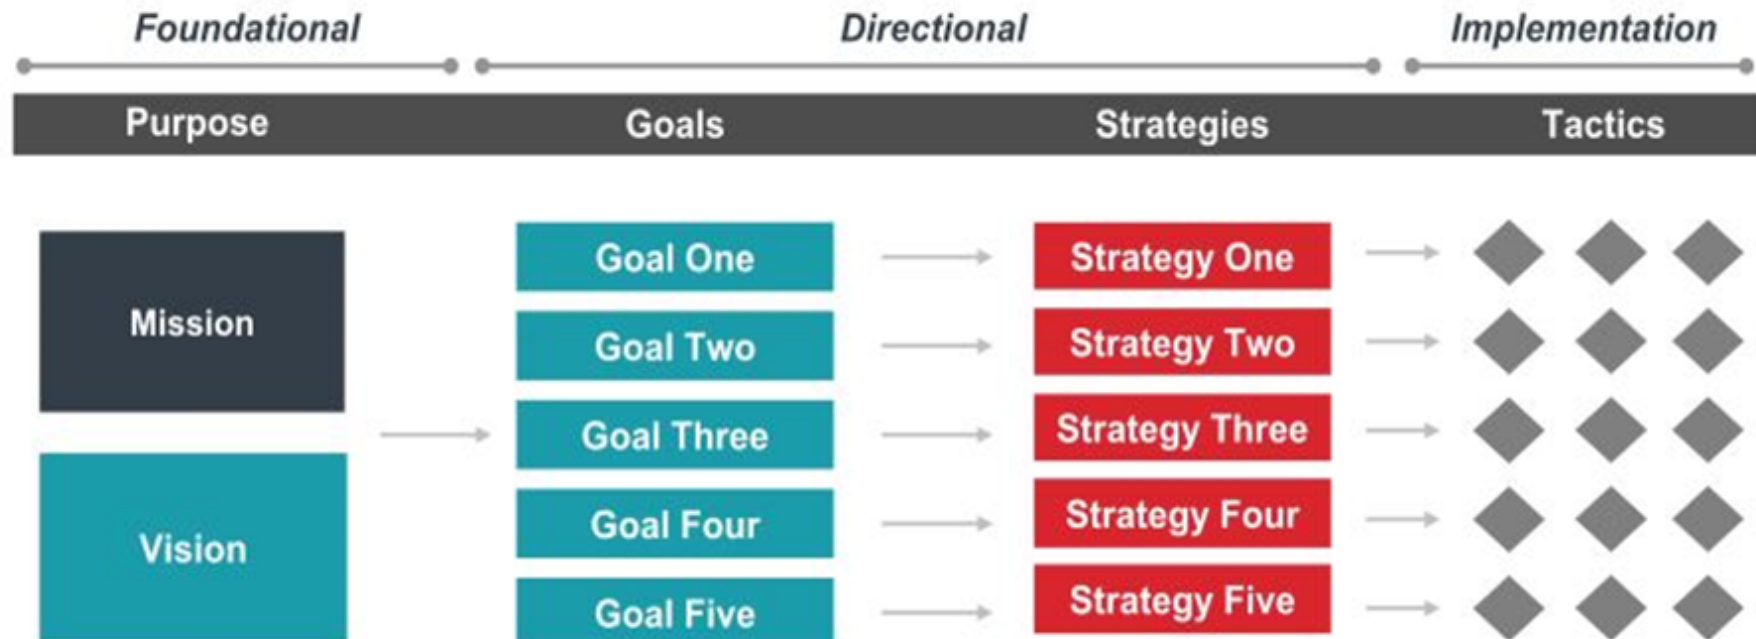 Foundational Directional Implementation
Purpose Goals Strategies Tactics
Mission
Vision
Goal One
Goal Two
Goal Three
Goal Four
Goal Five
Strategy One
Strategy Two
Strategy Three
Strategy Four
Strategy Five